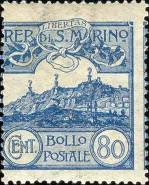 LIBERTAS
REP. DI S. MARINO
CENT.
BOLLO
POSTALE
80